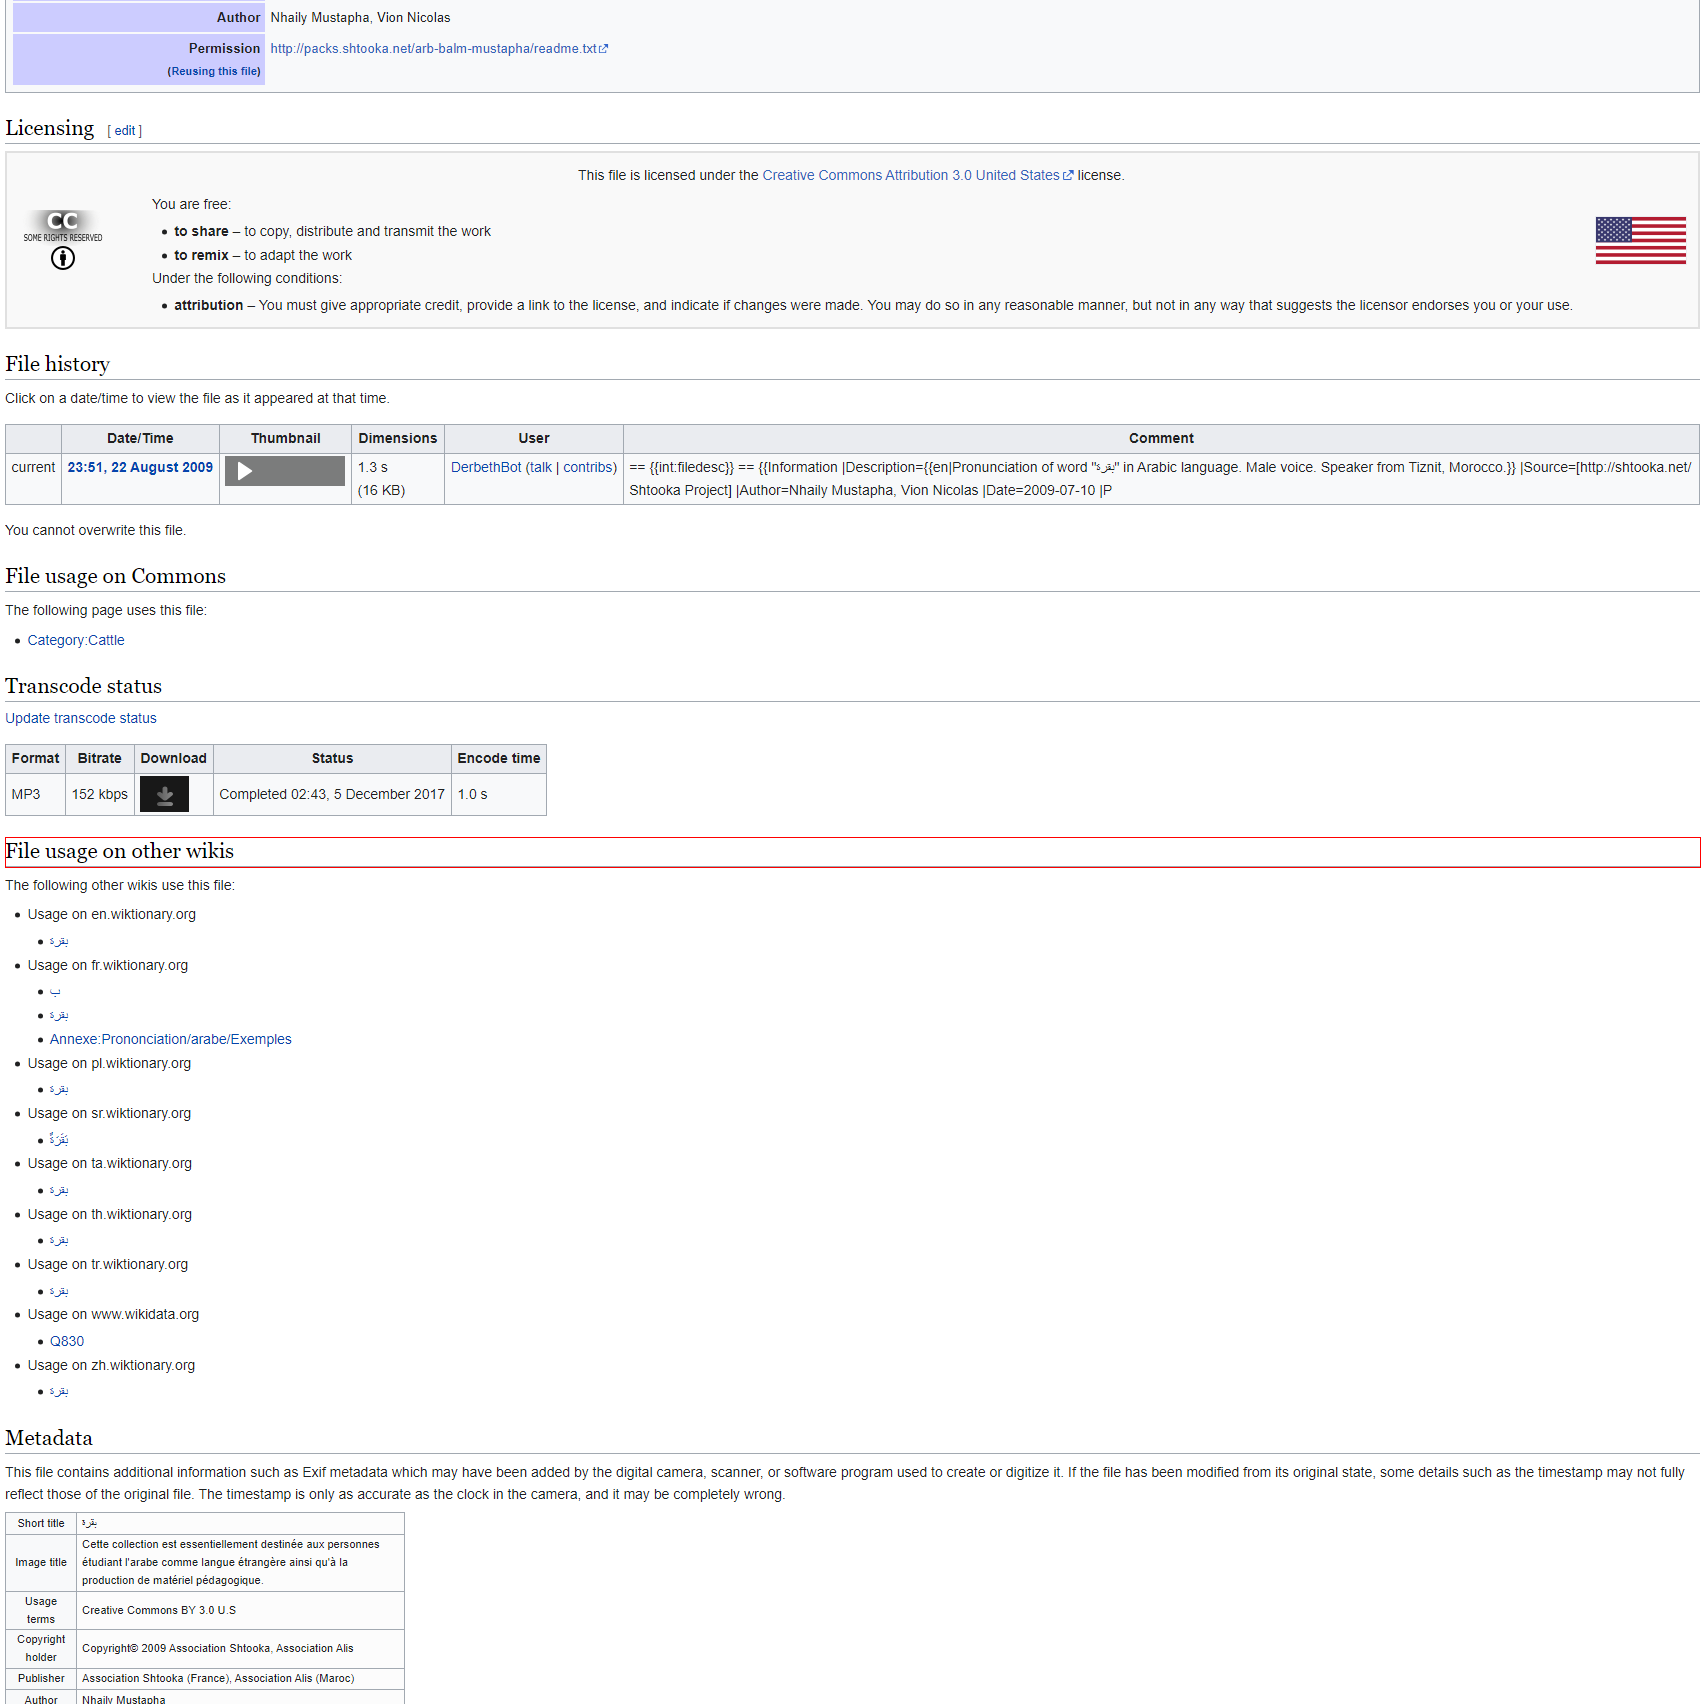 Author Nhaily Mustapha, Vion Nicolas
Permission http://packs.shtooka.net/arb-balm-mustapha/readme.txt
(Reusing this file)
Licensing [ edit ]
This file is licensed under the Creative Commons Attribution 3.0 United States license.
CC
SOME RIGHTS RESERVED
You are free:
to share – to copy, distribute and transmit the work
to remix – to adapt the work
Under the following conditions:
attribution – You must give appropriate credit, provide a link to the license, and indicate if changes were made. You may do so in any reasonable manner, but not in any way that suggests the licensor endorses you or your use.
File history
Click on a date/time to view the file as it appeared at that time.
Date/Time Thumbnail Dimensions User Comment
current 23:51, 22 August 2009 1.3 s DerbethBot (talk | contribs) == {{int:filedesc}} == {{Information |Description={{en|Pronunciation of word "بقرة" in Arabic language. Male voice. Speaker from Tiznit, Morocco.}} |Source=[http://shtooka.net/
(16 KB) Shtooka Project] |Author=Nhaily Mustapha, Vion Nicolas |Date=2009-07-10 |P
You cannot overwrite this file.
File usage on Commons
The following page uses this file:
Category:Cattle
Transcode status
Update transcode status
Format Bitrate Download Status Encode time
MP3 152 kbps Completed 02:43, 5 December 2017 1.0 s
File usage on other wikis
The following other wikis use this file:
Usage on en.wiktionary.org
بقرة
Usage on fr.wiktionary.org
ب
بقرة
Annexe:Prononciation/arabe/Exemples
Usage on pl.wiktionary.org
بقرة
Usage on sr.wiktionary.org
بَقَرَةٌ
Usage on ta.wiktionary.org
بقرة
Usage on th.wiktionary.org
بقرة
Usage on tr.wiktionary.org
بقرة
Usage on www.wikidata.org
Q830
Usage on zh.wiktionary.org
بقرة
Metadata
This file contains additional information such as Exif metadata which may have been added by the digital camera, scanner, or software program used to create or digitize it. If the file has been modified from its original state, some details such as the timestamp may not fully
reflect those of the original file. The timestamp is only as accurate as the clock in the camera, and it may be completely wrong.
Short title بقرة
Image title Cette collection est essentiellement destinée aux personnes
étudiant l'arabe comme langue étrangère ainsi qu'à la
production de matériel pédagogique.
Usage terms Creative Commons BY 3.0 U.S
Copyright holder Copyright© 2009 Association Shtooka, Association Alis
Publisher Association Shtooka (France), Association Alis (Maroc)
Author Nhaily Mustapha